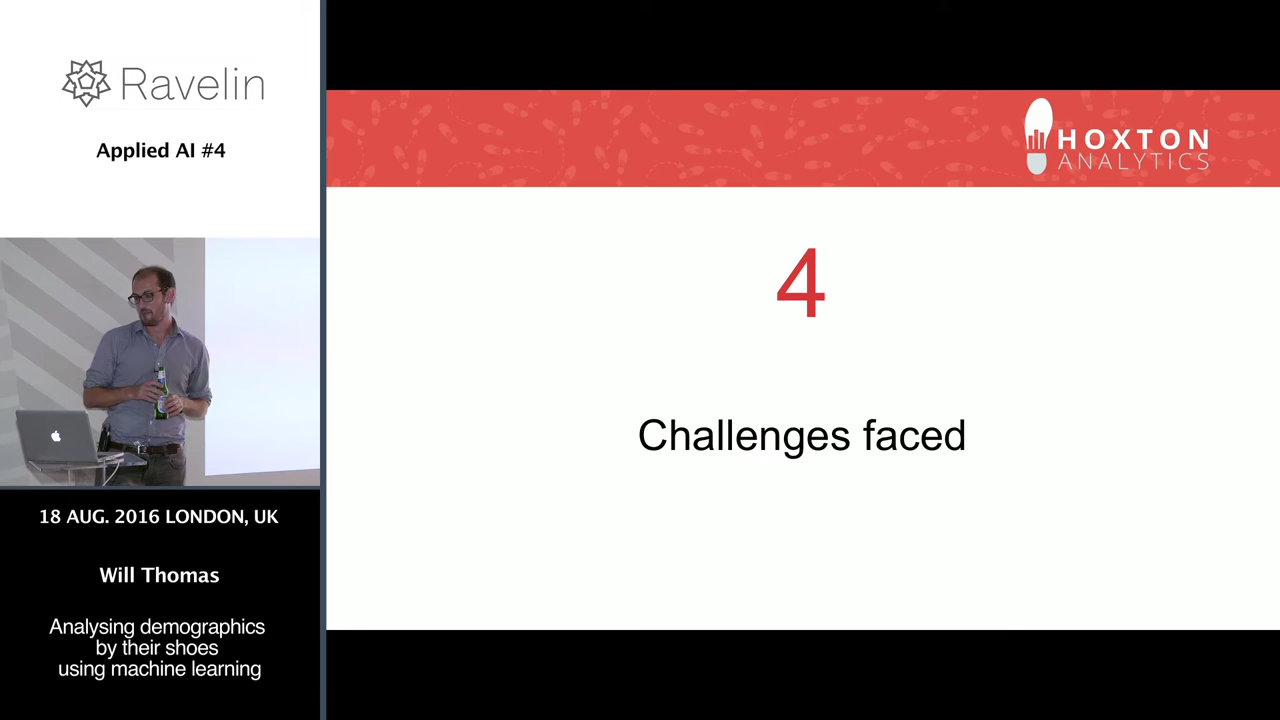 Ravelin
Applied AI #4
HOXTON
ANALYTICS
4
Challenges faced
18 AUG. 2016 LONDON, UK
Will Thomas
Analysing demographics
by their shoes
using machine learning